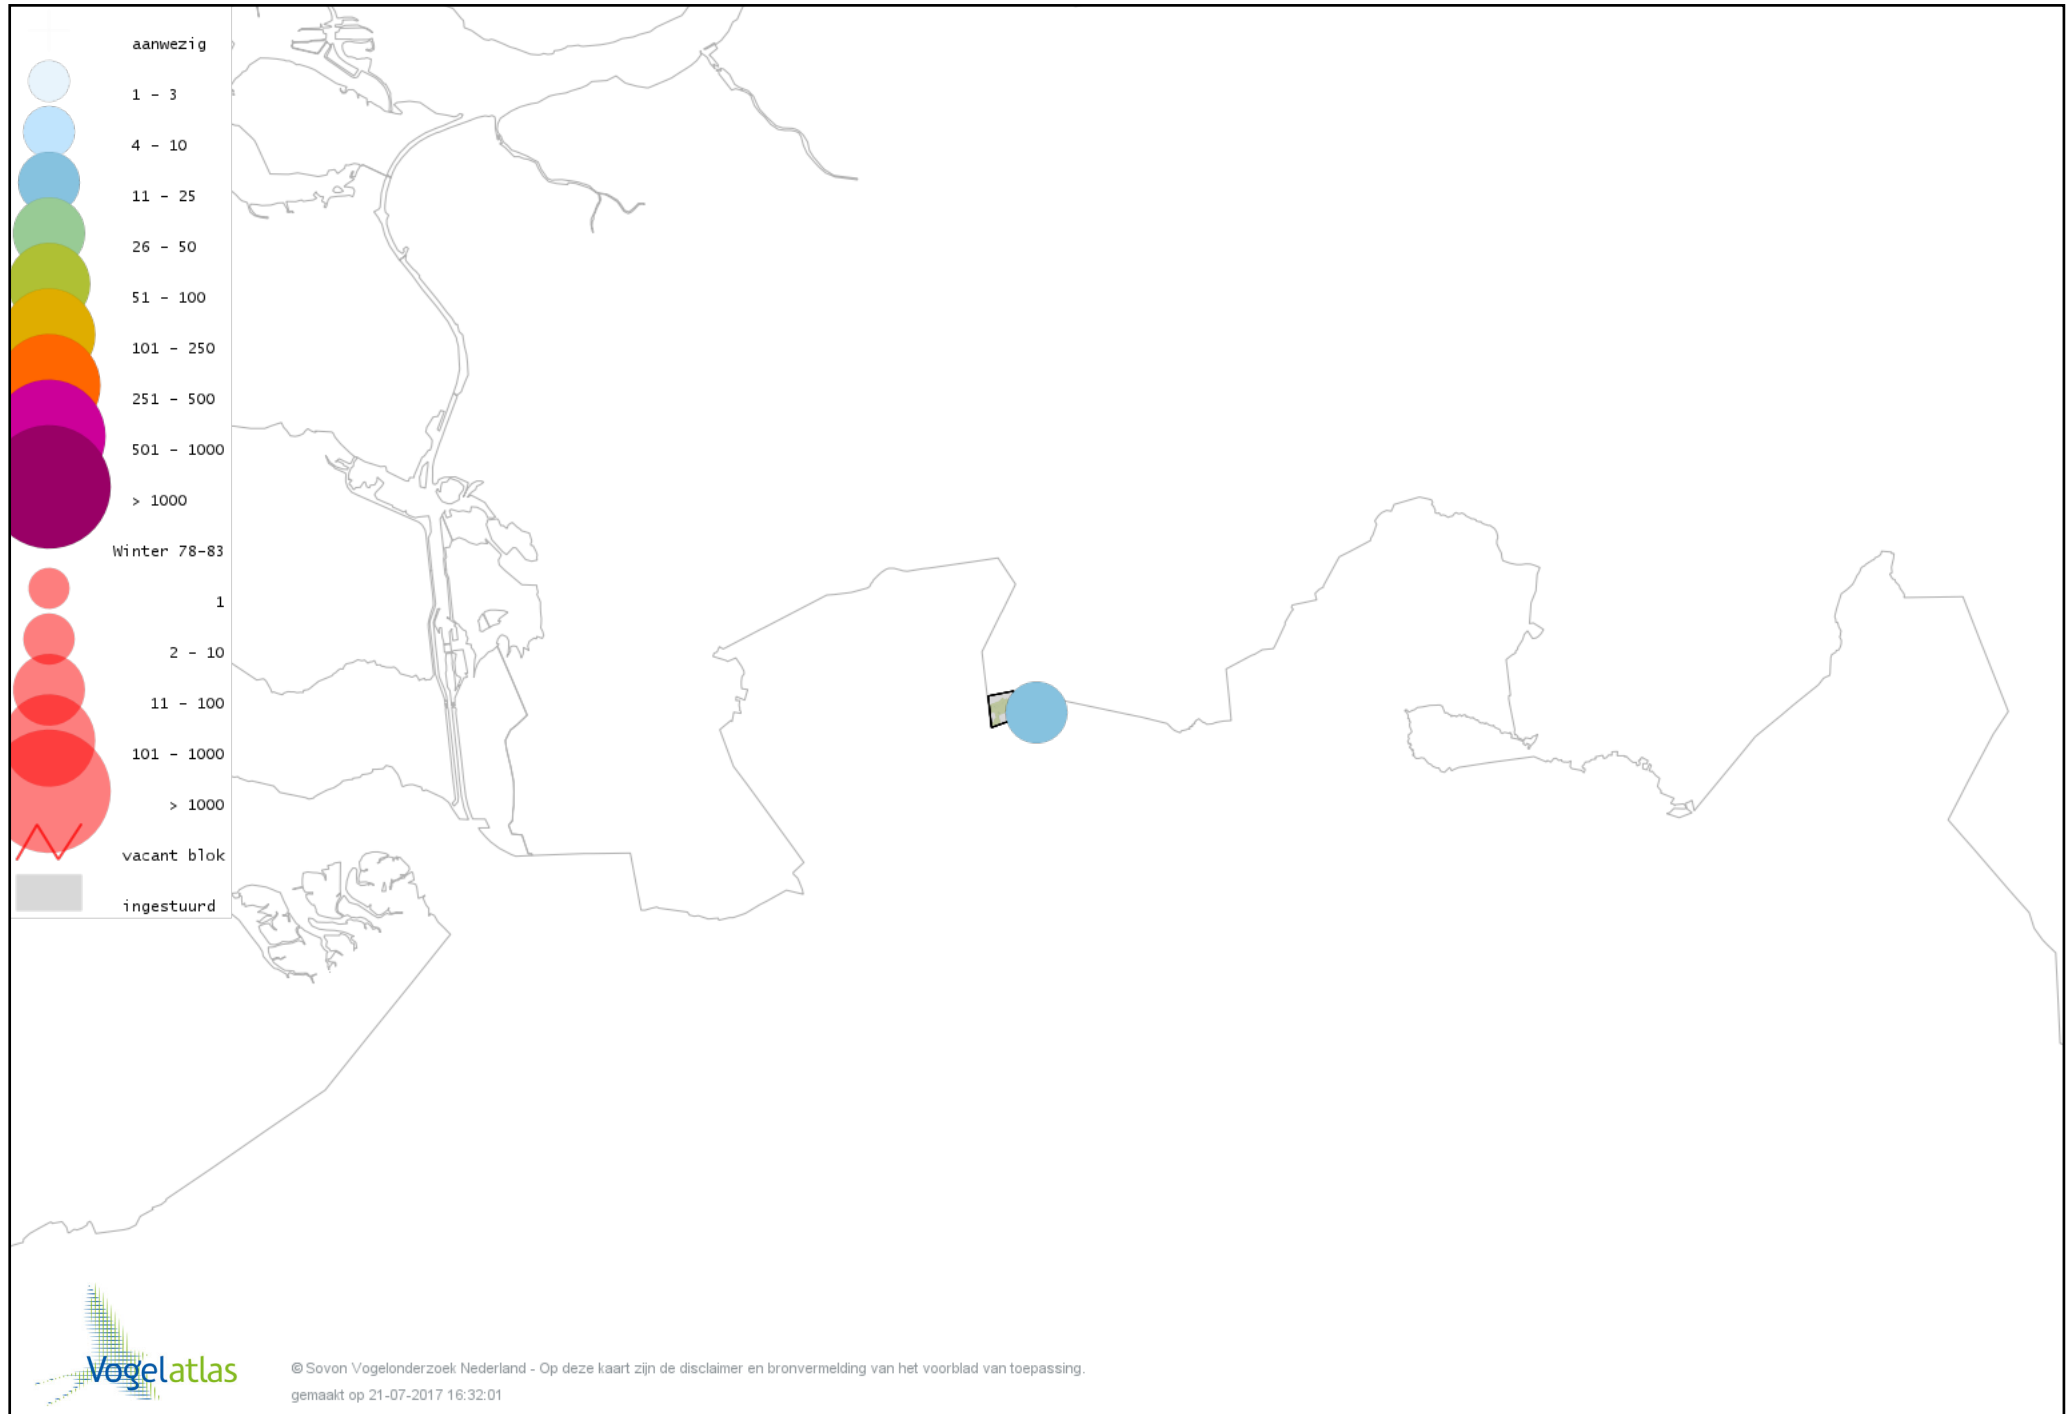 aanwezig
1 - 3
4 - 10
11 - 25
26 - 50
51 - 100
101 - 250
251 - 500
501 - 1000
> 1000
Winter 78-83
1
2 - 10
11 - 100
101 - 1000
> 1000
vacant blok
ingestuurd
Vogelatlas
© Sovon Vogelonderzoek Nederland - Op deze kaart zijn de disclaimer en bronvermelding van het voorblad van toepassing.
gemaakt op 21-07-2017 16:32:01